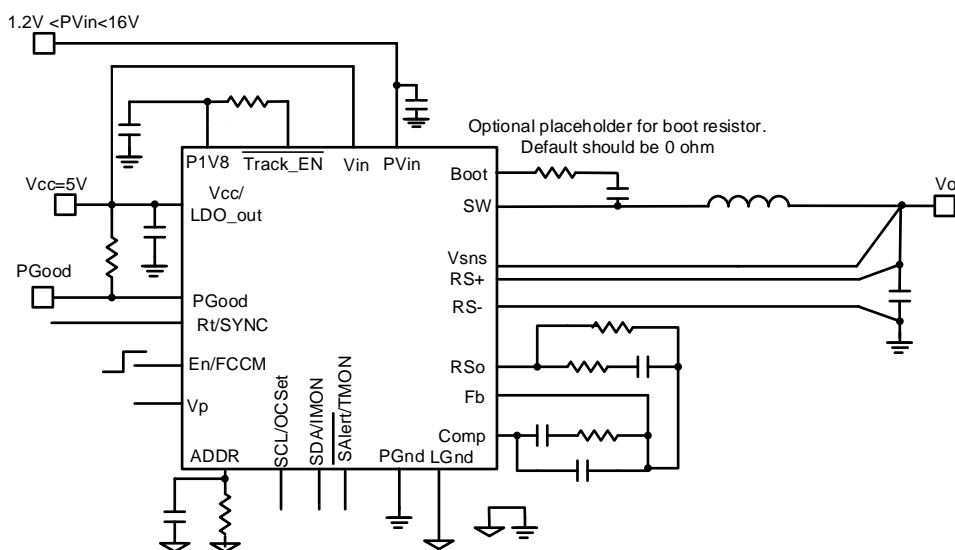 1.2V <PVin<16V
Optional placeholder for boot resistor.
Default should be 0 ohm
P1V8
Track_EN
Vin
PVin
Boot
Vcc=5V
Vcc/
LDO_out
SW
Vo
Vsns
RS+
PGood
PGood
RS-
Rt/SYNC
En/FCCM
RSo
Vp
Fb
Comp
ADDR
SCL/OCSet
SDA/IMON
SAlert/TMON
PGnd
LGnd